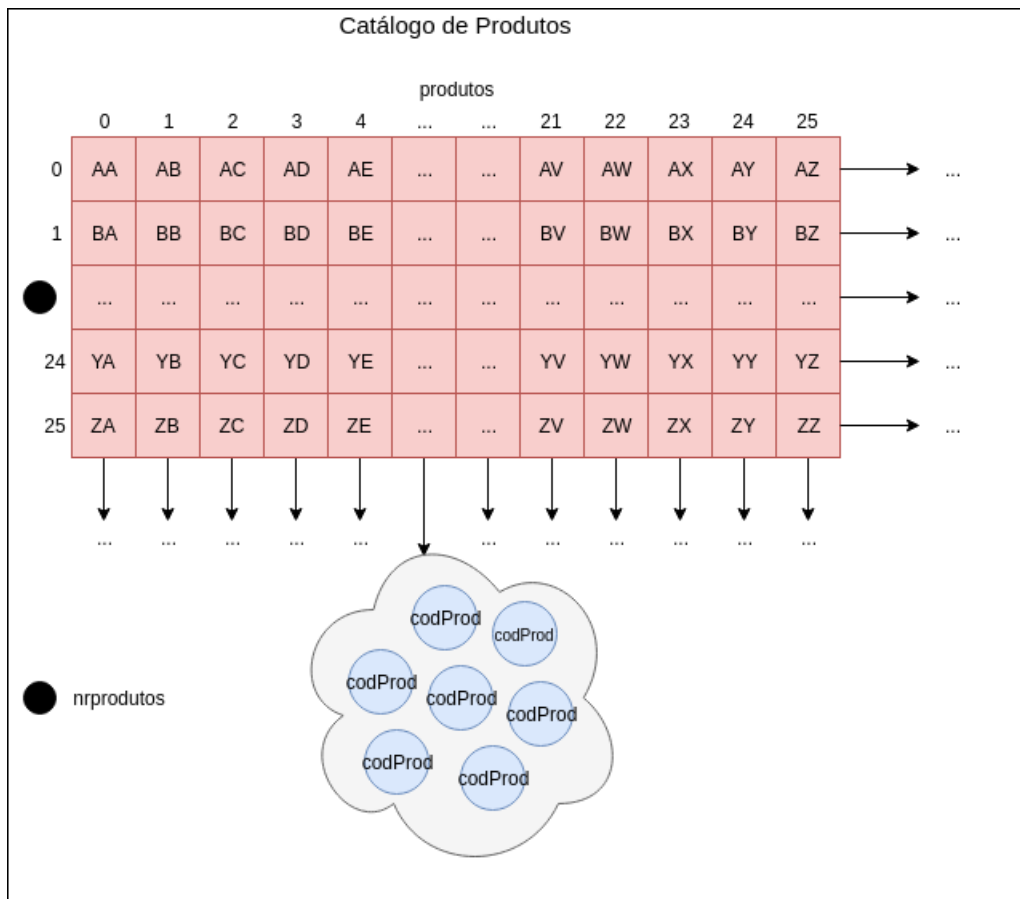 Catálogo de Produtos
produtos
0 1 2 3 4 ... ... 21 22 23 24 25
0 AA AB AC AD AE ... ... AV AW AX AY AZ ...
1 BA BB BC BD BE ... ... BV BW BX BY BZ ...
... ... ... ... ... ... ... ... ... ... ... ... ...
24 YA YB YC YD YE ... ... YV YW YX YY YZ ...
25 ZA ZB ZC ZD ZE ... ... ZV ZW ZX ZY ZZ ...
... ... ... ... ... ... ... ... ... ... ...
codProd
codProd
codProd
codProd
codProd
nrprodutos
codProd
codProd